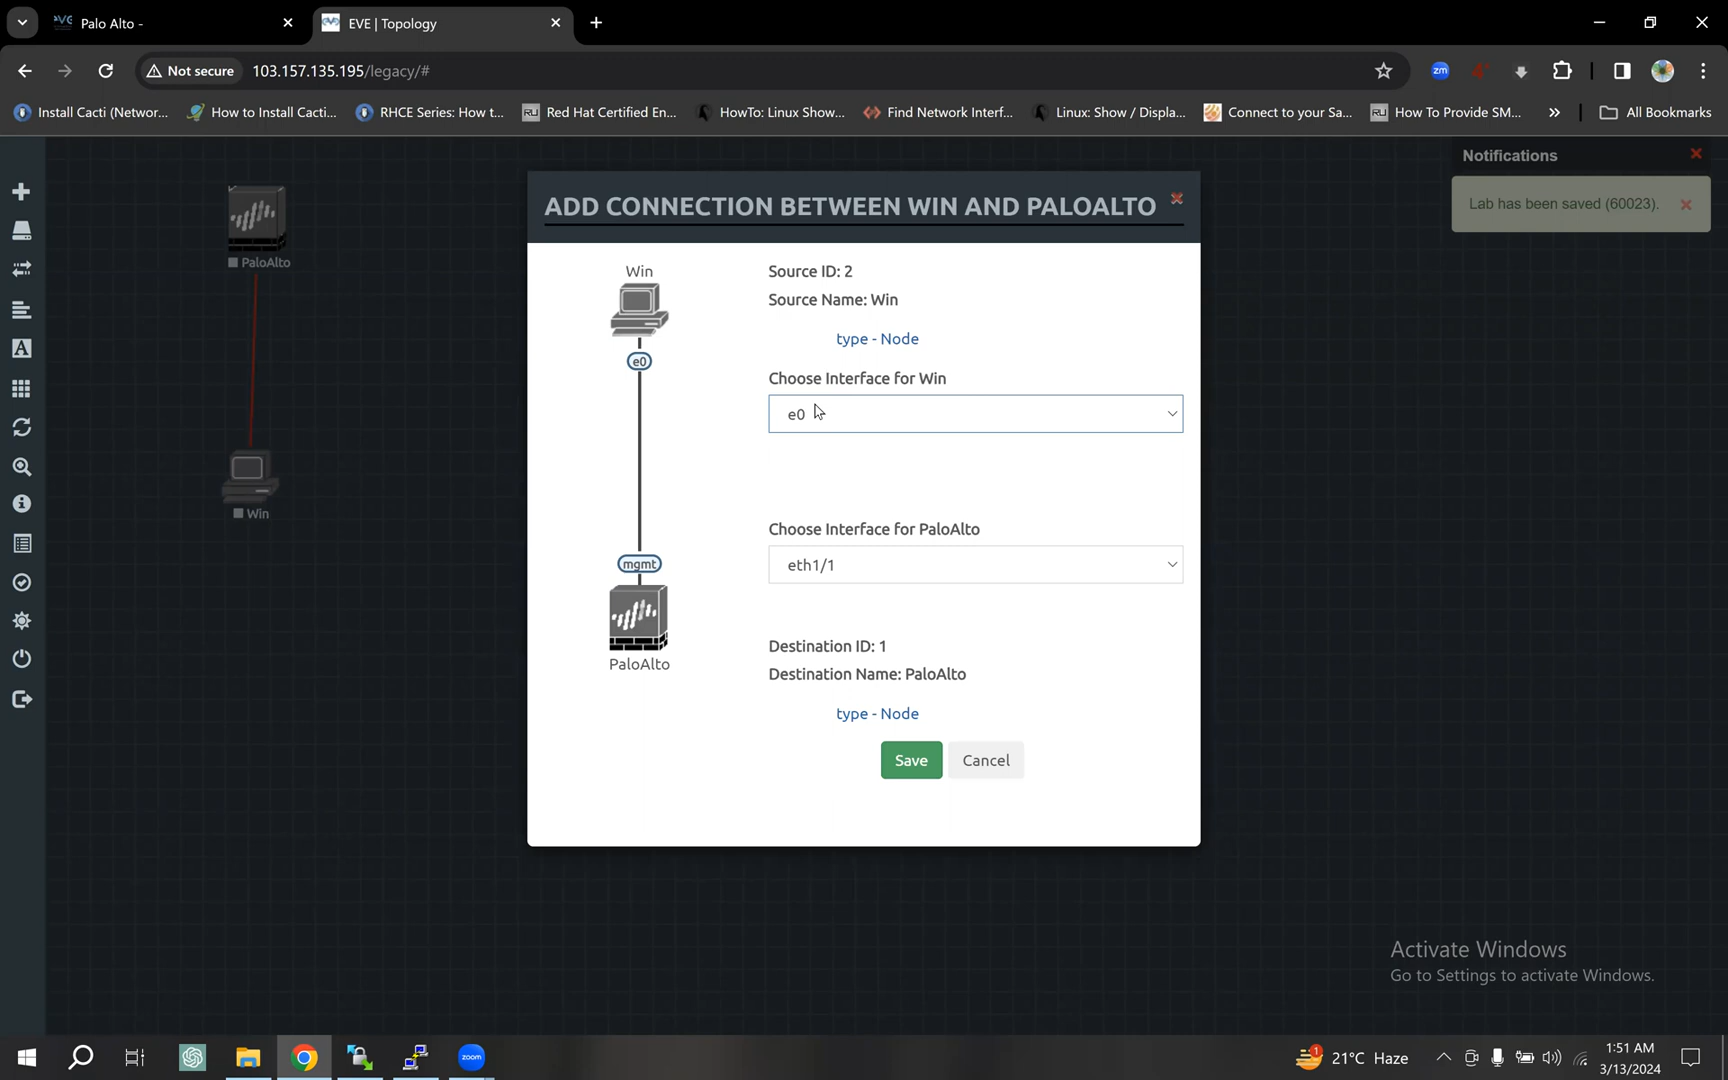 Palo Alto -
EVE | Topology
Not secure
103.157.135.195/legacy/#
zm
Install Cacti (Networ...
How to Install Cacti...
RHCE Series: How t...
RU
Red Hat Certified En...
HowTo: Linux Show...
Find Network Interf...
Linux: Show / Displa...
Connect to your Sa...
RU
How To Provide SM...
»
All Bookmarks
Notifications
Lab has been saved (60023).
PaloAlto
Win
ADD CONNECTION BETWEEN WIN AND PALOALTO
Win
e0
mgmt
PaloAlto
Source ID: 2
Source Name: Win
type - Node
Choose Interface for Win
e0
Choose Interface for PaloAlto
eth1/1
Destination ID: 1
Destination Name: PaloAlto
type - Node
Save
Cancel
Activate Windows
Go to Settings to activate Windows.
zoom
1
21°C Haze
1:51 AM
3/13/2024